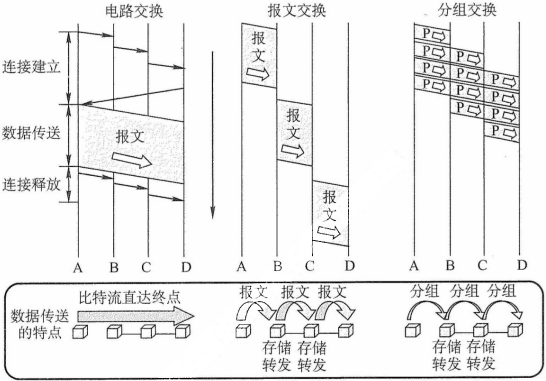 电路交换 报文交换 分组交换
连接建立
数据传送
连接释放
报文
报文
报文
报文
P
P P
P P P
P P P
P P
P
A B C D A B C D A B C D
数据传送的特点
比特流直达终点
报文 报文 报文
存储转发 存储转发
分组 分组 分组
存储转发 存储转发